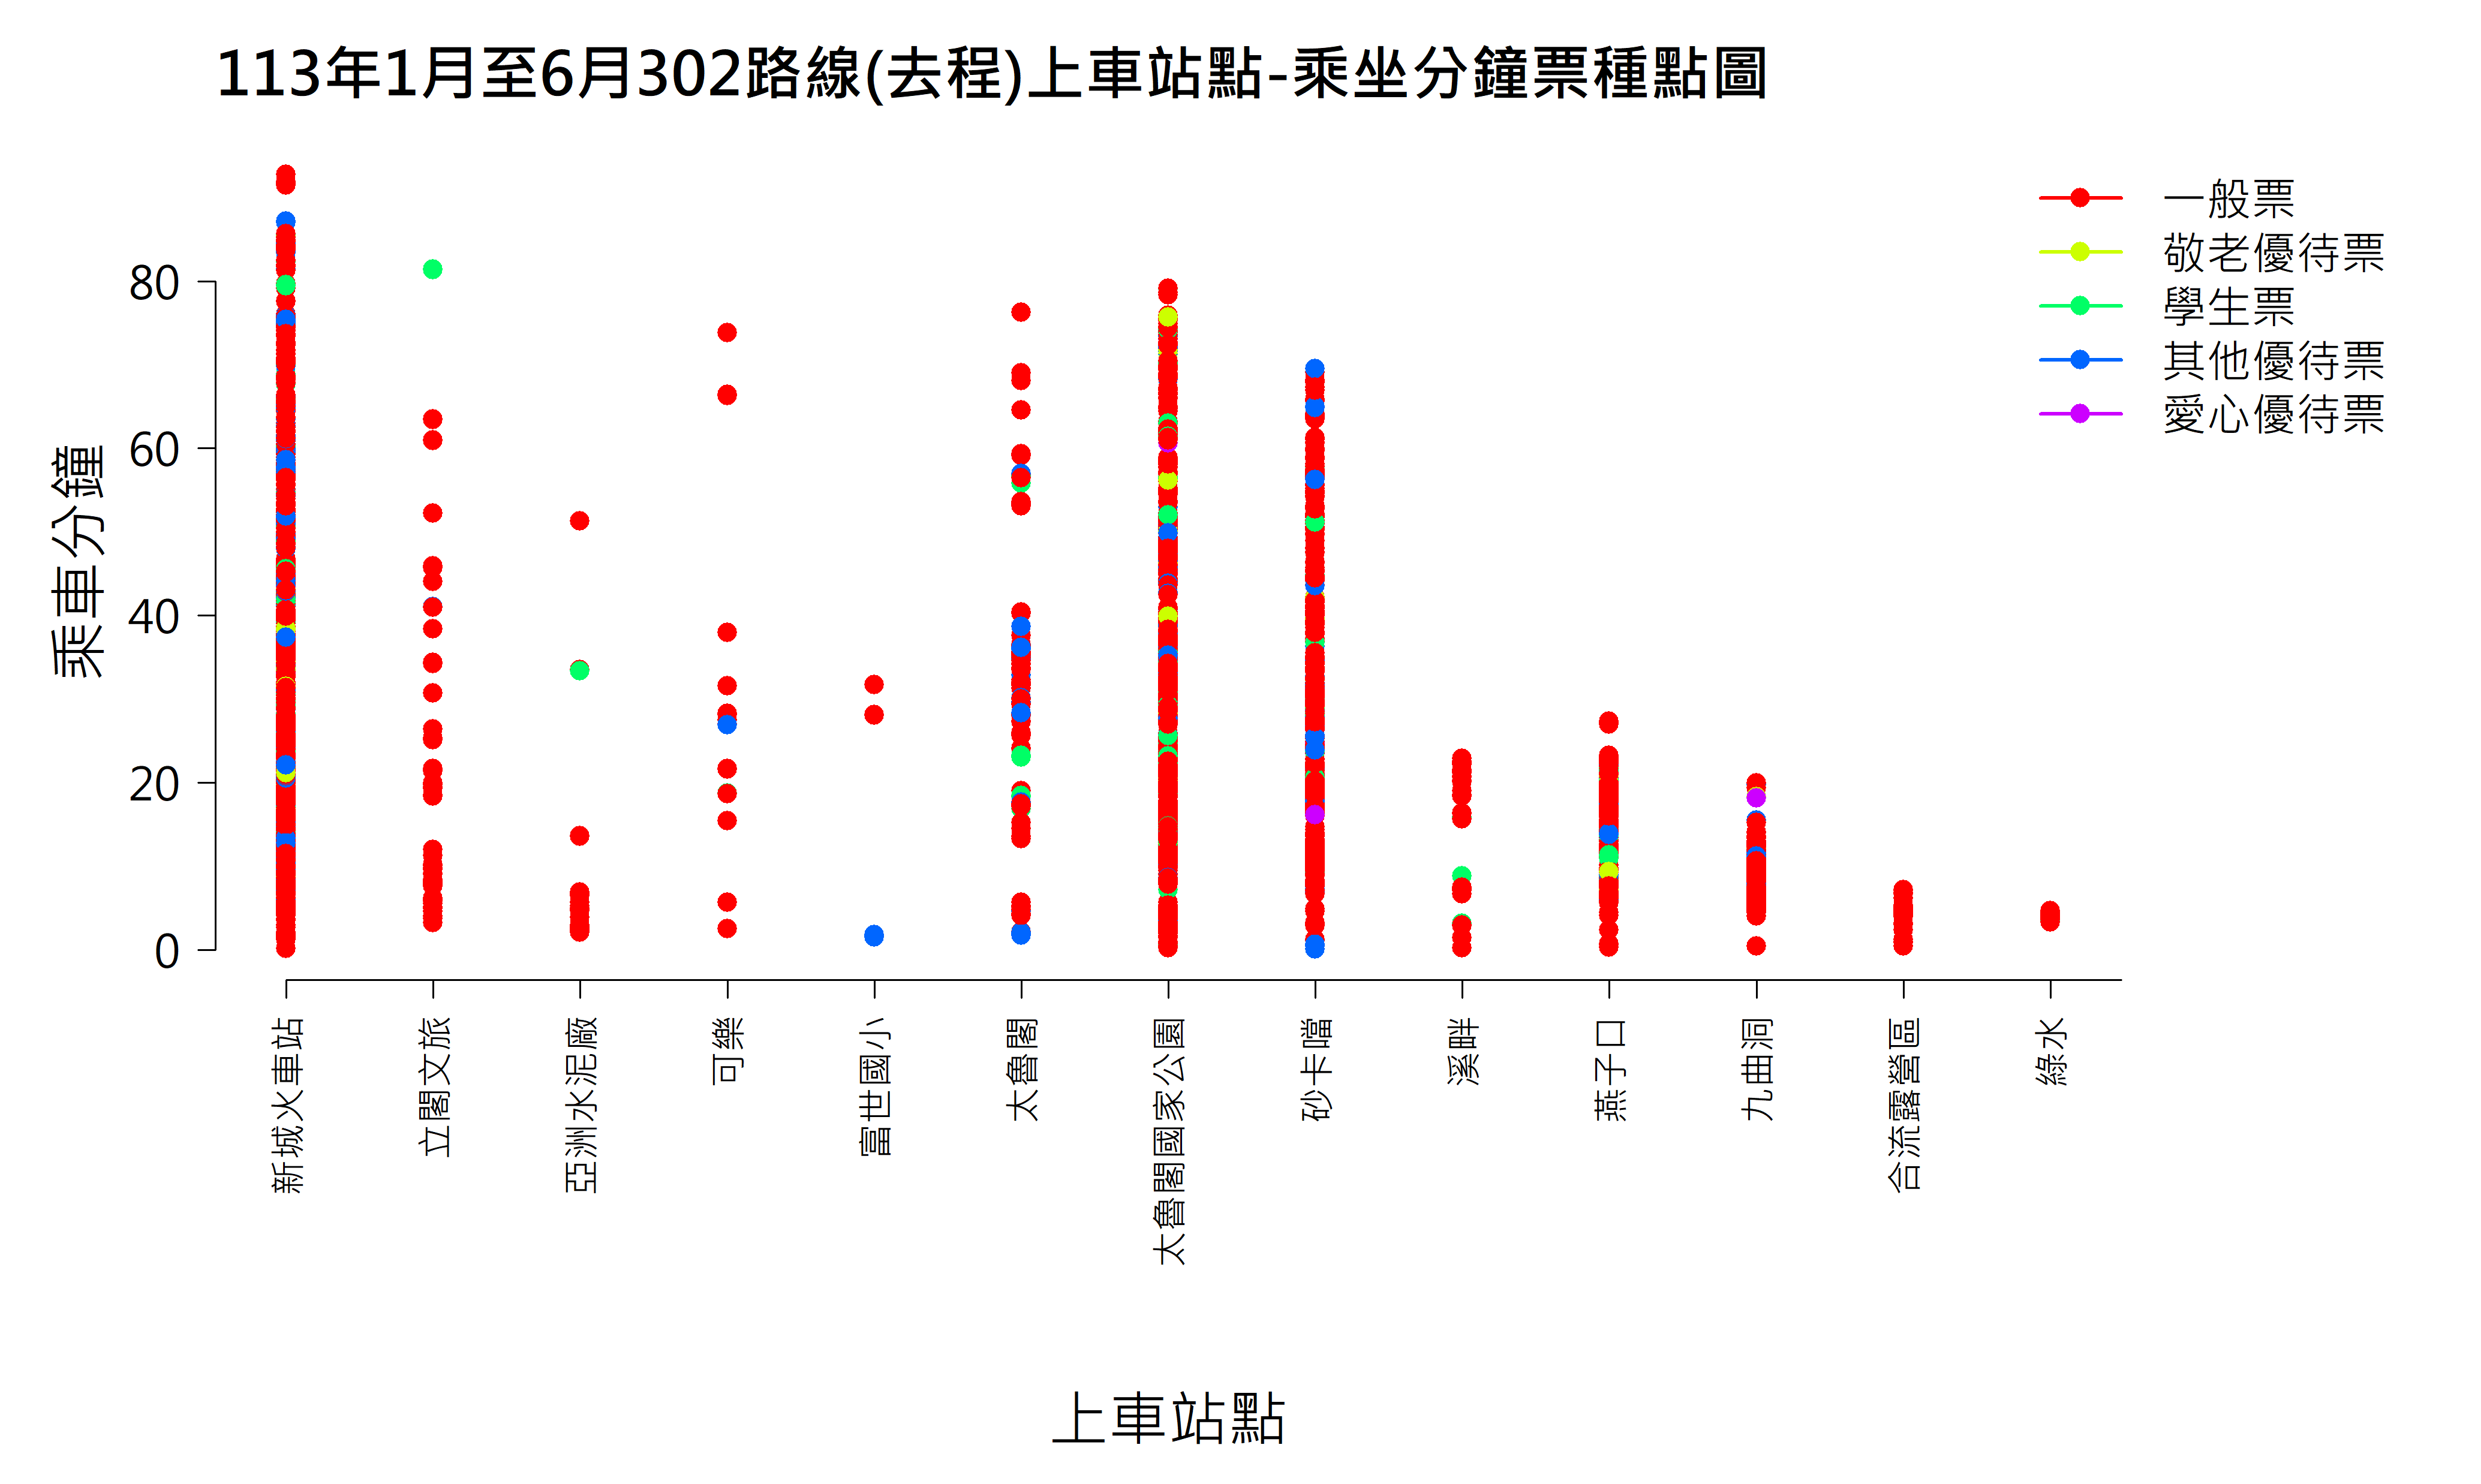 113年1月至6月302路線(去程)上車站點-乘坐分鐘票種點圖
一般票
敬老優待票
學生票
其他優待票
愛心優待票
乘車分鐘
80
60
40
20
0
新城火車站
立閣文旅
亞洲水泥廠
可樂
富世國小
太魯閣
太魯閣國家公園
砂卡噹
溪畔
燕子口
九曲洞
合流露營區
綠水
上車站點